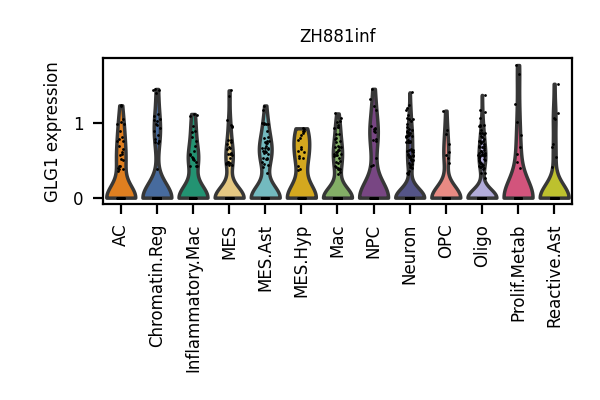 ZH881inf
GLG1 expression
1
0
AC
Chromatin.Reg
Inflammatory.Mac
MES
MES.Ast
MES.Hyp
Mac
NPC
Neuron
OPC
Oligo
Prolif.Metab
Reactive.Ast